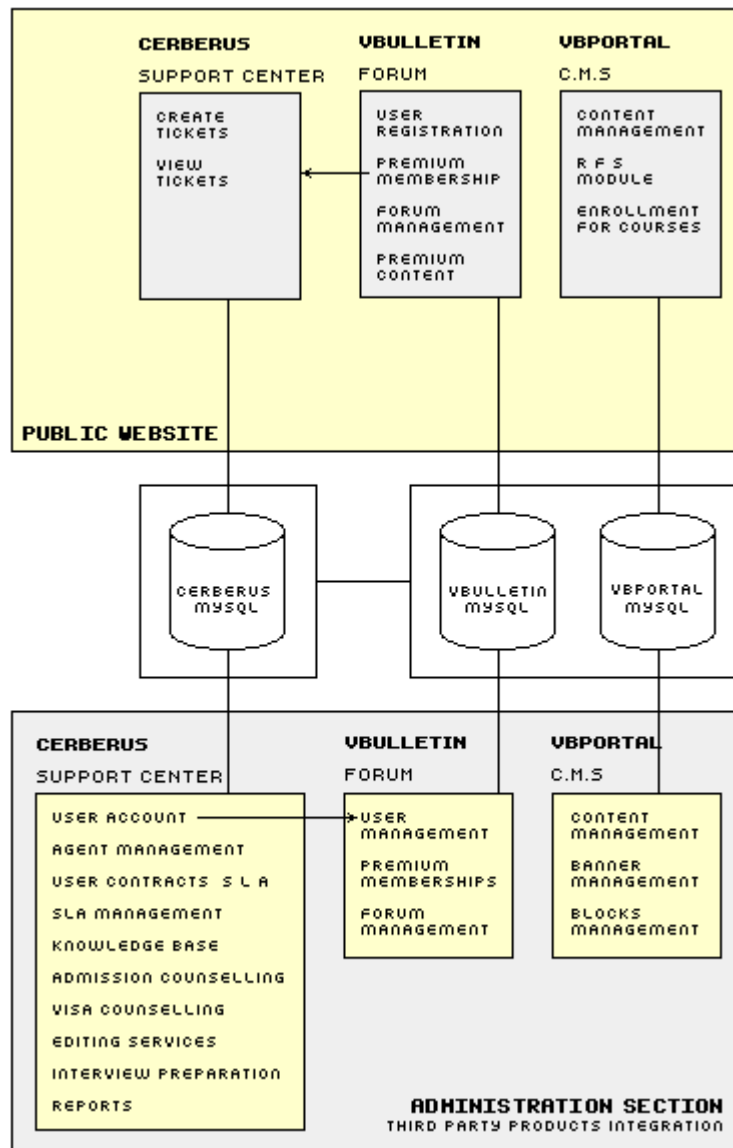 CERBERUS
SUPPORT CENTER
CREATE
TICKETS
VIEW
TICKETS
VBULLETIN
FORUM
USER
REGISTRATION
PREMIUM
MEMBERSHIP
FORUM
MANAGEMENT
PREMIUM
CONTENT
VBPORTAL
C.M.S
CONTENT
MANAGEMENT
R F S
MODULE
ENROLLMENT
FOR COURSES
PUBLIC WEBSITE
CERBERUS
MYSQL
VBULLETIN
MYSQL
VBPORTAL
MYSQL
CERBERUS
SUPPORT CENTER
USER ACCOUNT
AGENT MANAGEMENT
USER CONTRACTS S L A
SLA MANAGEMENT
KNOWLEDGE BASE
ADMISSION COUNSELLING
VISA COUNSELLING
EDITING SERVICES
INTERVIEW PREPARATION
REPORTS
VBULLETIN
FORUM
USER
MANAGEMENT
PREMIUM
MEMBERSHIPS
FORUM
MANAGEMENT
VBPORTAL
C.M.S
CONTENT
MANAGEMENT
BANNER
MANAGEMENT
BLOCKS
MANAGEMENT
ADMINISTRATION SECTION
THIRD PARTY PRODUCTS INTEGRATION